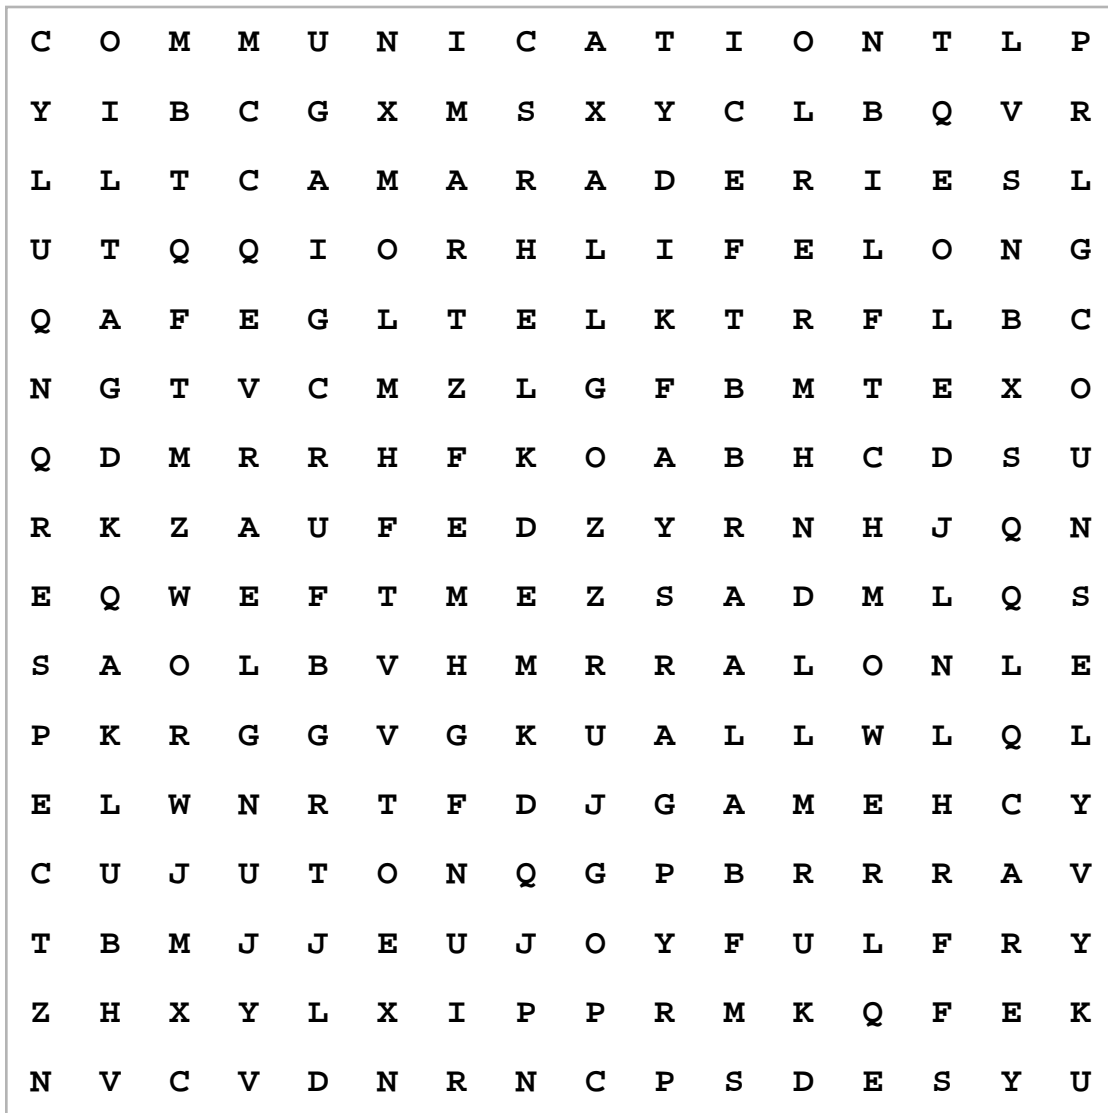 C O M M U N I C A T I O N T L P
Y I B C G X M S X Y C L B Q V R
L L T C A M A R A D E R I E S L
U T Q Q I O R H L I F E L O N G
Q A F E G L T E L K T R F L B C
N G T V C M Z L G F B M T E X O
Q D M R R H F K O A B H C D S U
R K Z A U F E D Z Y R N H J Q N
E Q W E F T M E Z S A D M L Q S
S A O L B V H M R R A L O N L E
P K R G G V G K U A L L W L Q L
E L W N R T F D J G A M E H C Y
C U J U T O N Q G P B R R R A V
T B M J J E U J O Y F U L F R Y
Z H X Y L X I P P R M K Q F E K
N V C V D N R N C P S D E S Y U